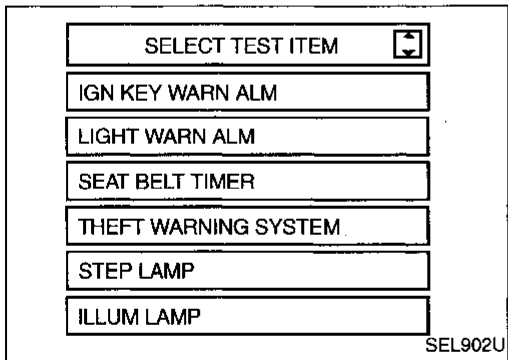 SELECT TEST ITEM
IGN KEY WARN ALM
LIGHT WARN ALM
SEAT BELT TIMER
THEFT WARNING SYSTEM
STEP LAMP
ILLUM LAMP
SEL902U